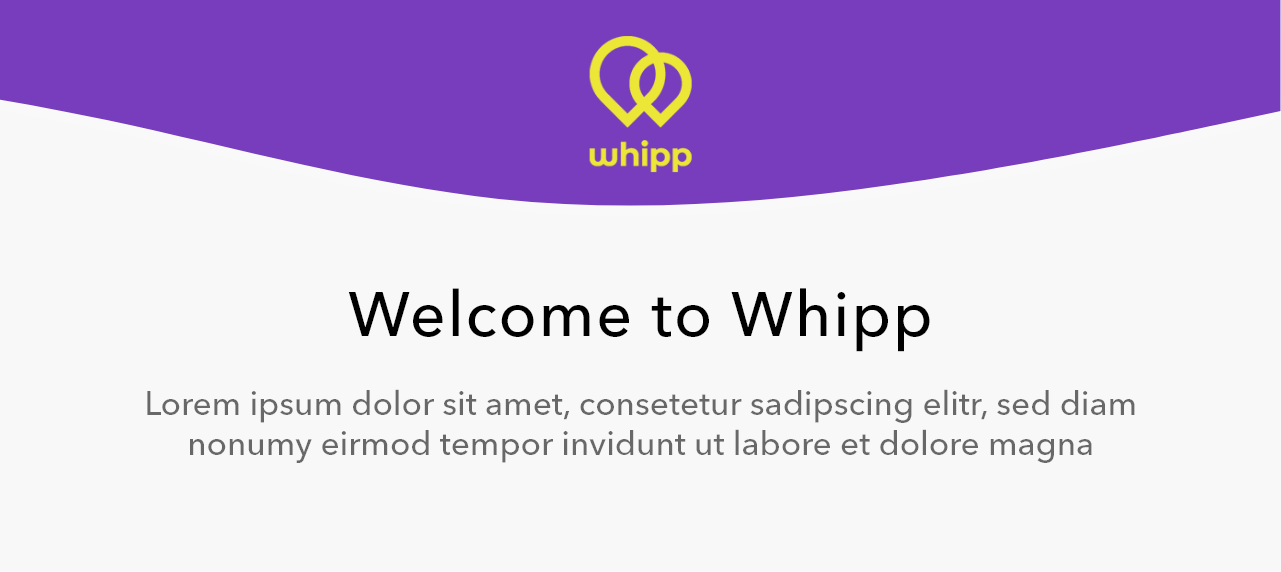 whipp
Welcome to Whipp
Lorem ipsum dolor sit amet, consetetur sadipscing elitr, sed diam
nonumy eirmod tempor invidunt ut labore et dolore magna